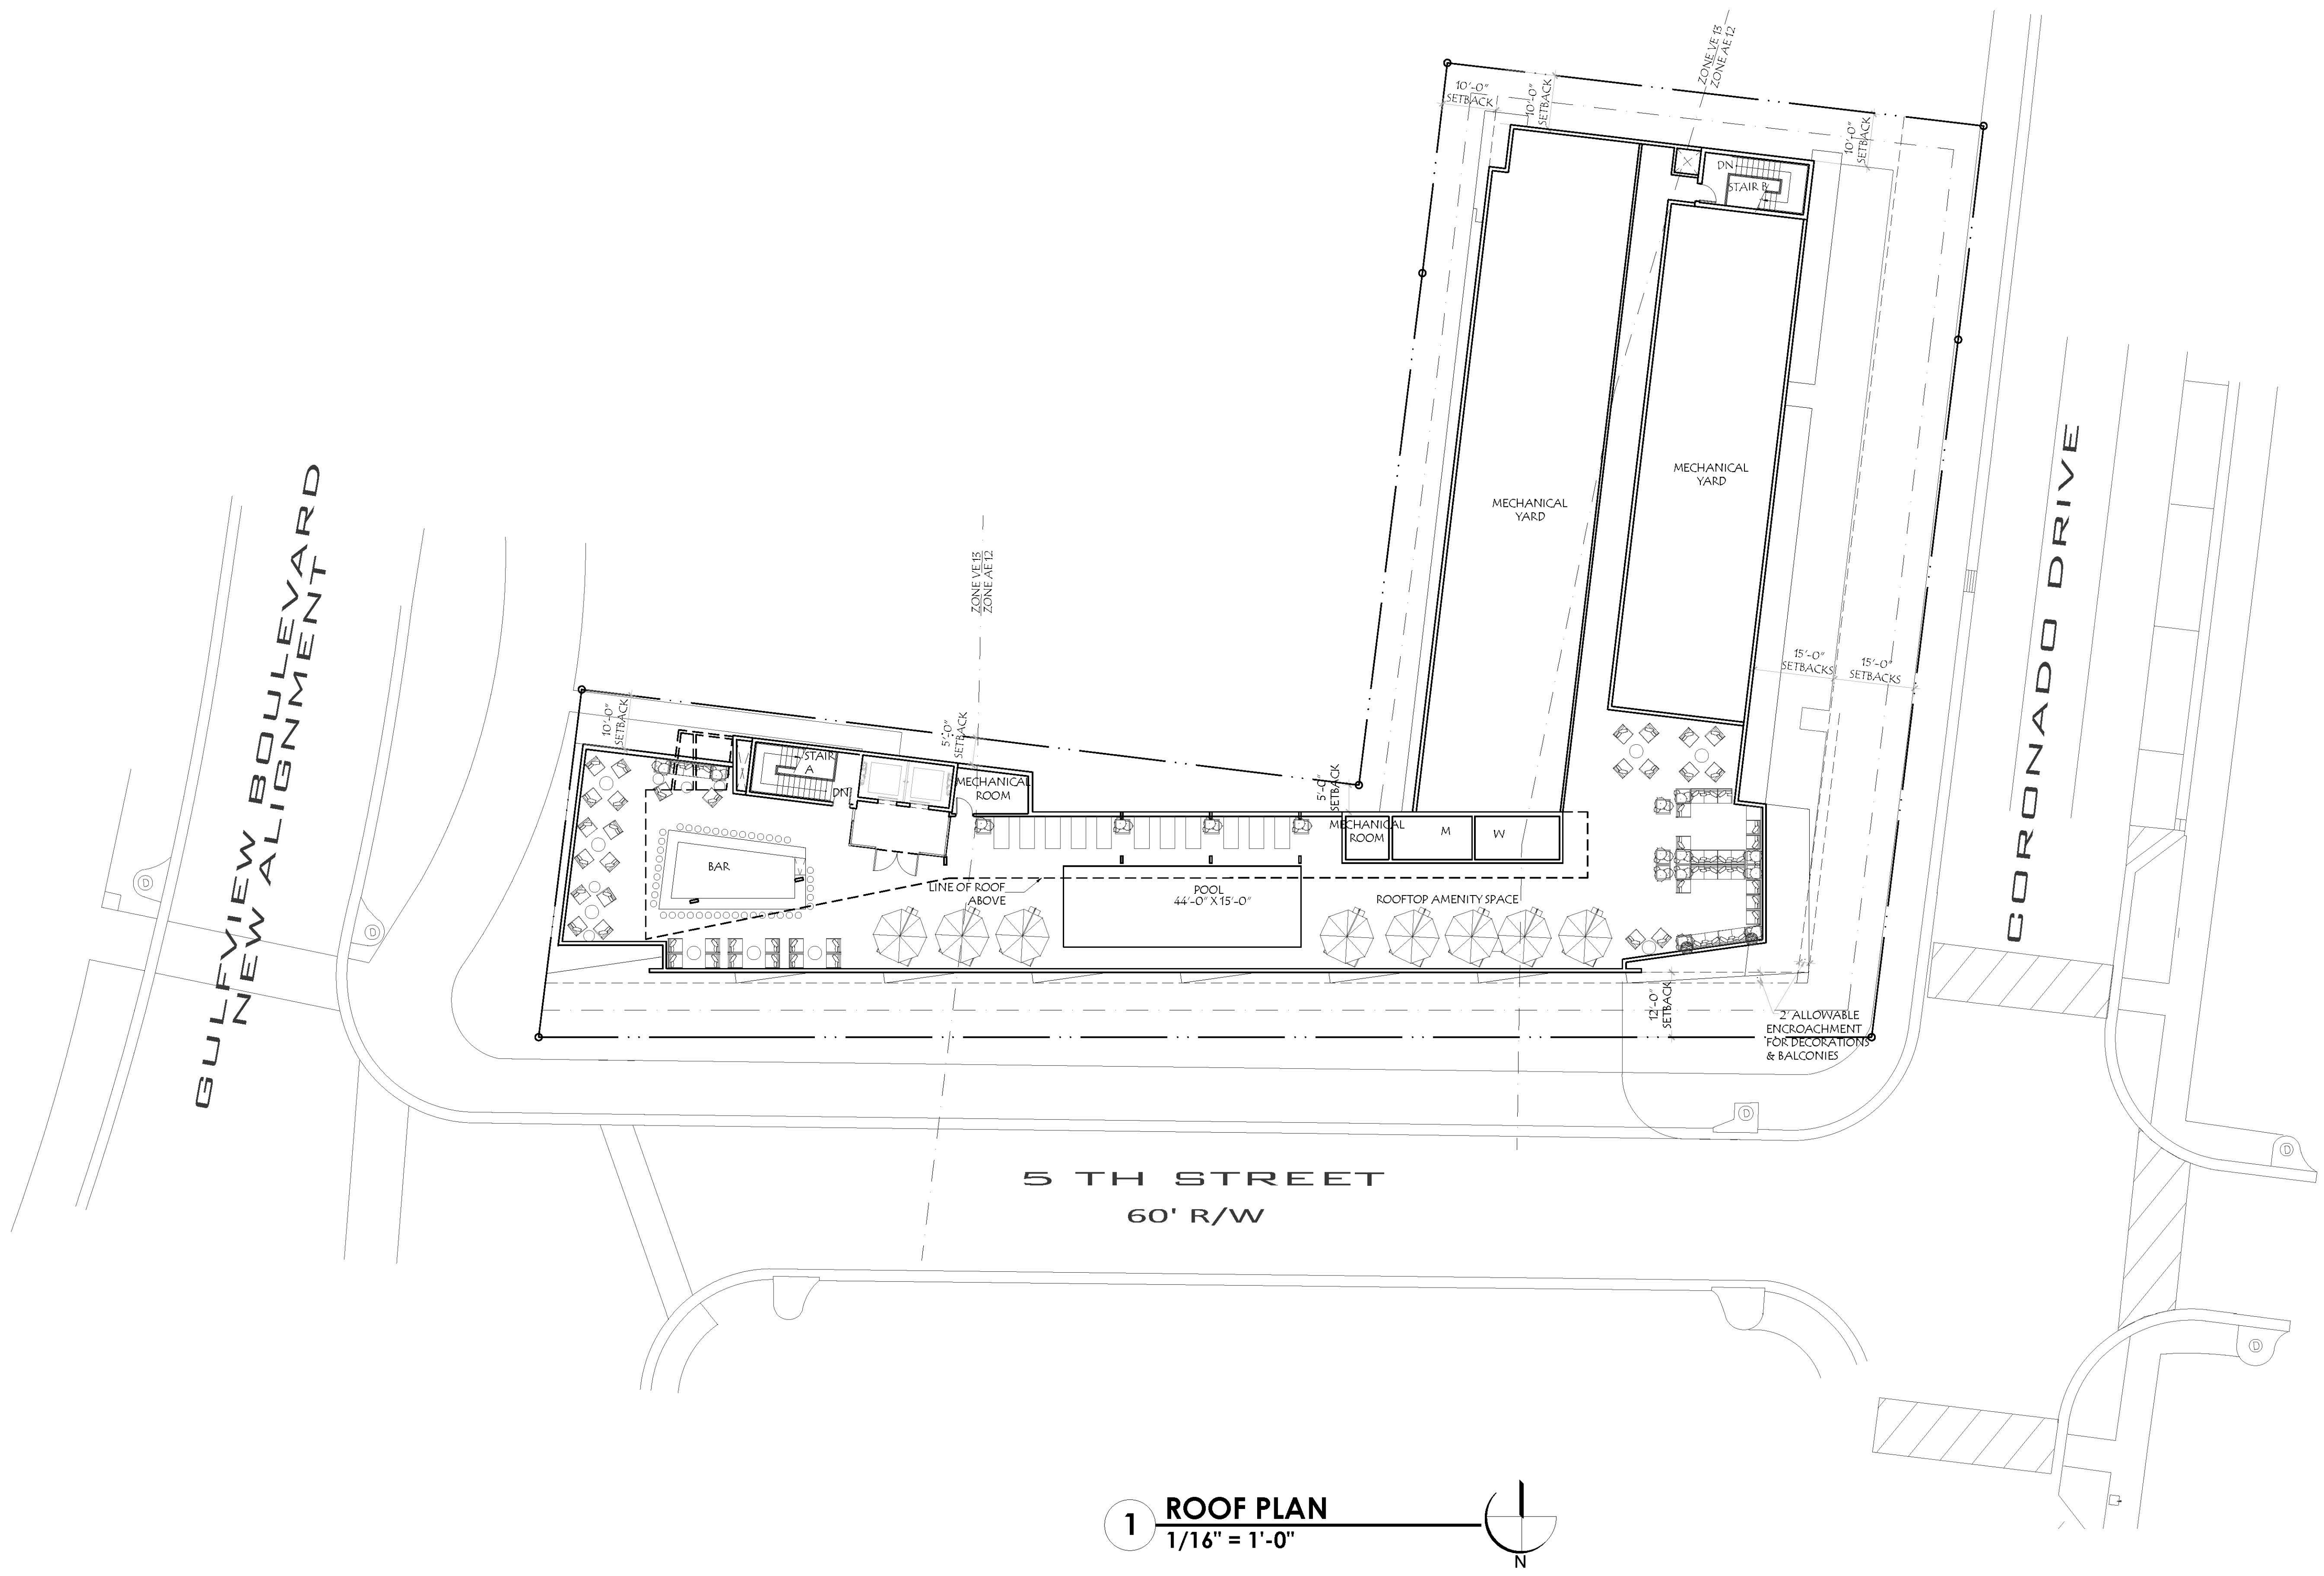 ZONE VE 13
ZONE AE 12
10'-0"
SETBACK
10'-0"
SETBACK
10'-0"
SETBACK
DN
STAIR B
MECHANICAL
YARD
MECHANICAL
YARD
GULFVIEW BOULEVARD
NEW ALIGNMENT
CORONADO DRIVE
ZONE VE 13
ZONE AE 12
15'-0"
SETBACKS
15'-0"
SETBACKS
10'-0"
SETBACK
5'-0"
SETBACK
5'-0"
SETBACK
STAIR
A
DN
MECHANICAL
ROOM
MECHANICAL
ROOM
M
W
BAR
LINE OF ROOF
ABOVE
POOL
44'-0" X 15'-0"
ROOFTOP AMENITY SPACE
D
D
12'-0"
SETBACK
2' ALLOWABLE
ENCROACHMENT
FOR DECORATIONS
& BALCONIES
D
D
5 TH STREET
60' R/W
D
1
ROOF PLAN
1/16" = 1'-0"
N